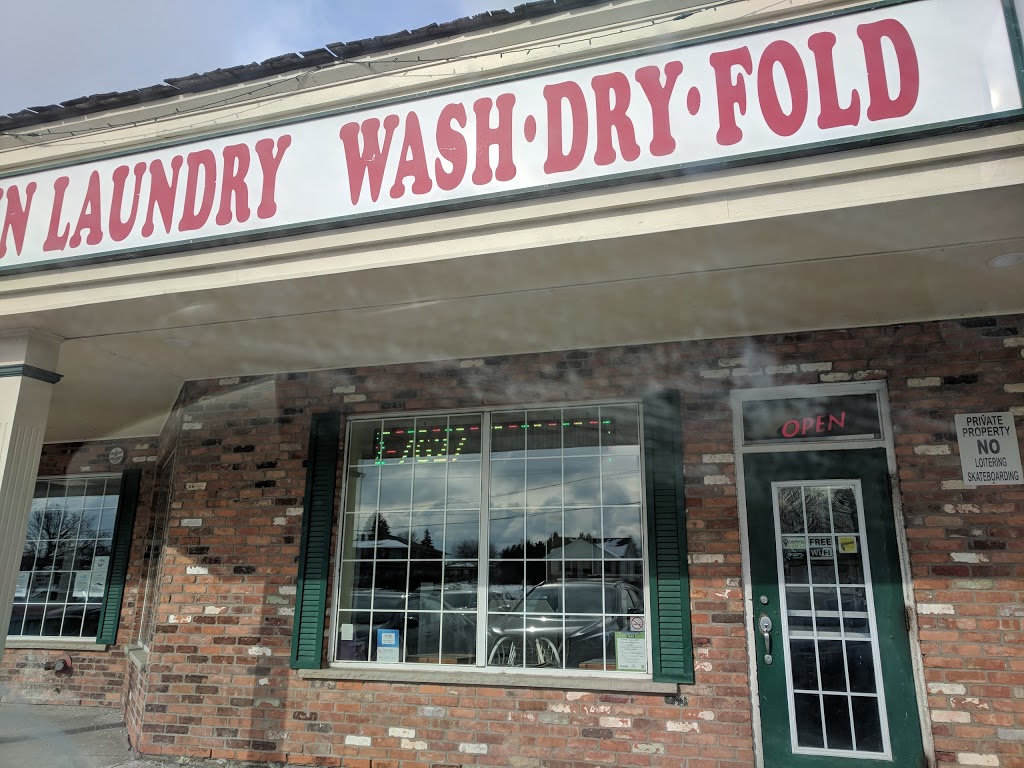 N LAUNDRY WASH·DRY·FOLD
OPEN
PRIVATE
PROPERTY
NO
LOITERING
SKATEBOARDING
FREE
WiFi